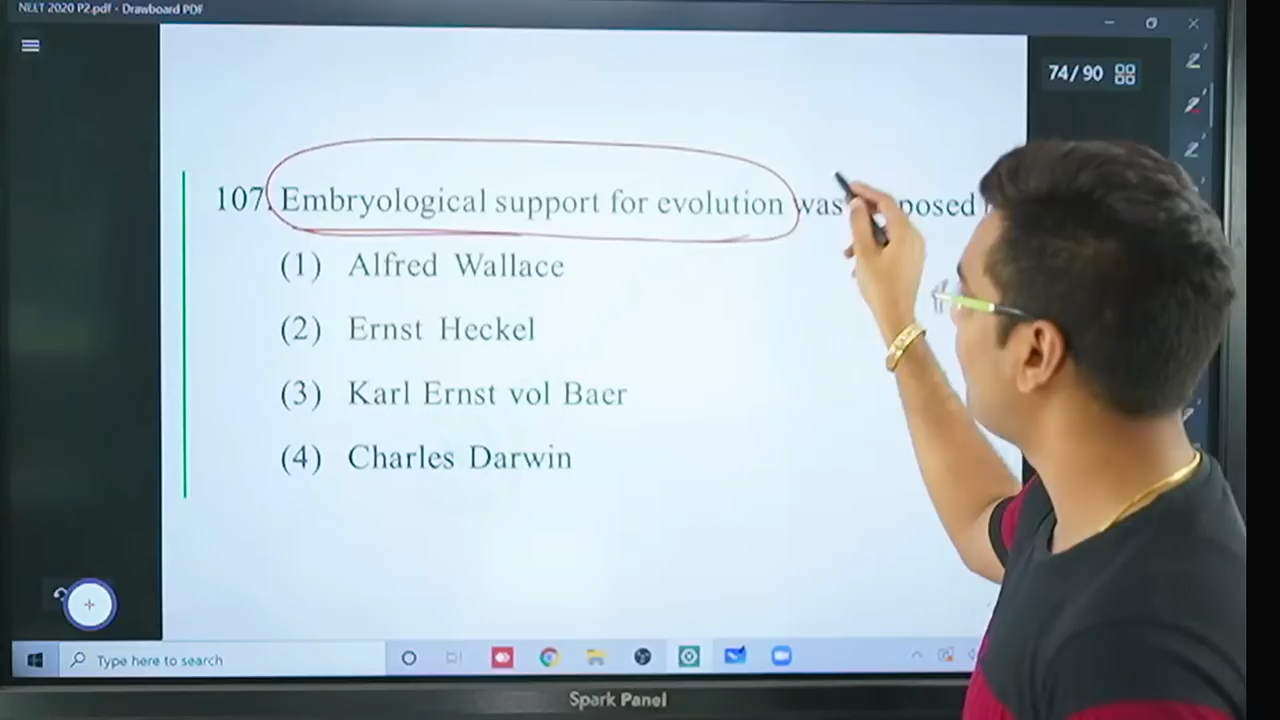 NEET 2020 P2.pdf - Drawboard PDF
74/90
107. Embryological support for evolution was posed
(1) Alfred Wallace
(2) Ernst Heckel
(3) Karl Ernst vol Baer
(4) Charles Darwin
Type here to search
Spark Panel